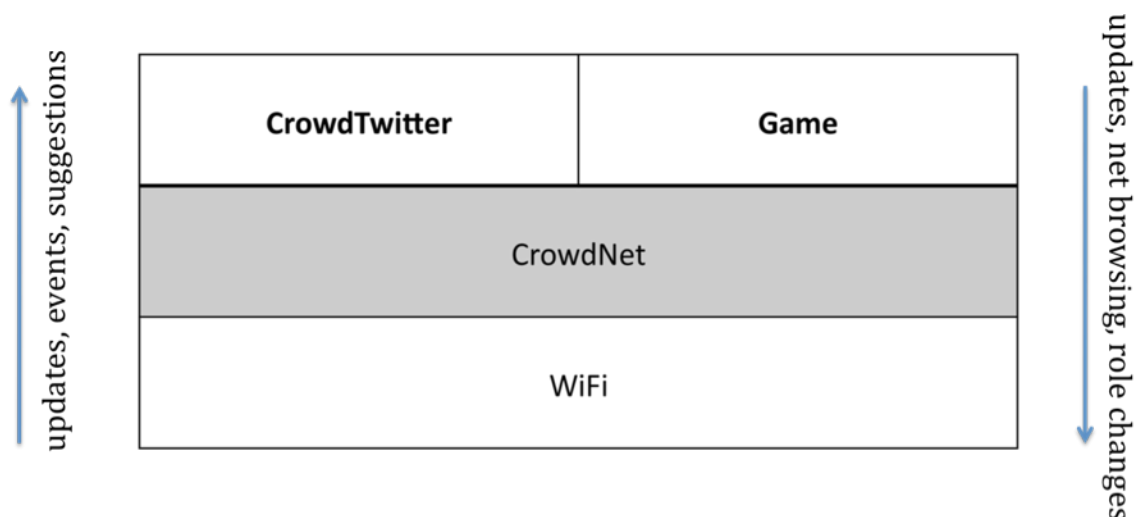 updates, events, suggestions
CrowdTwitter
Game
CrowdNet
WiFi
updates, net browsing, role changes